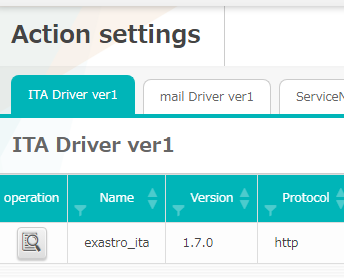 Action settings
ITA Driver ver1 mail Driver ver1
ITA Driver ver1
operation Name Version Protocol
exastro_ita 1.7.0 http